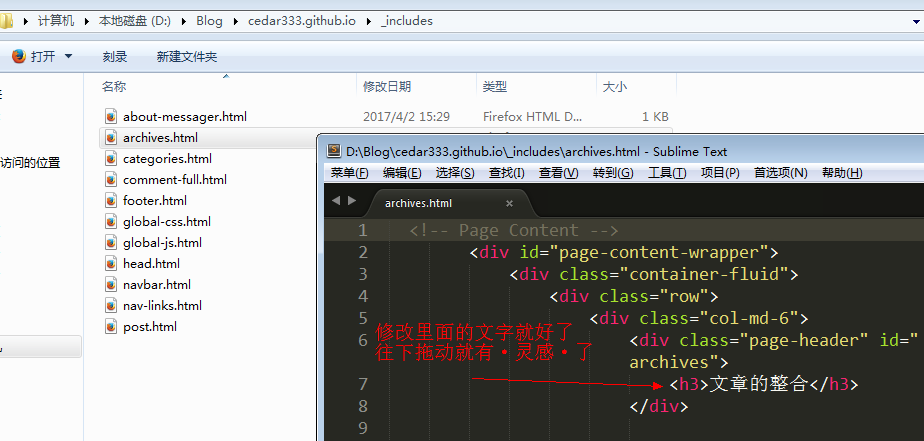 计算机 ▸ 本地磁盘 (D:) ▸ Blog ▸ cedar333.github.io ▸ _includes
打开 ▼ 刻录 新建文件夹
名称 修改日期 类型 大小
about-messager.html 2017/4/2 15:29 Firefox HTML D... 1 KB
archives.html
categories.html
访问的位置
comment-full.html
footer.html
global-css.html
global-js.html
head.html
navbar.html
nav-links.html
post.html
D:\Blog\cedar333.github.io\_includes\archives.html - Sublime Text
菜单(F) 编辑(E) 选择(S) 查找(I) 查看(V) 转到(G) 工具(T) 项目(P) 首选项(N) 帮助(H)
archives.html ×
1 <!-- Page Content -->
2 <div id="page-content-wrapper">
3 <div class="container-fluid">
4 <div class="row">
5 <div class="col-md-6">
6 <div class="page-header" id="
archives">
7 <h3>文章的整合</h3>
8 </div>
9
修改里面的文字就好了
往下拖动就有·灵感·了